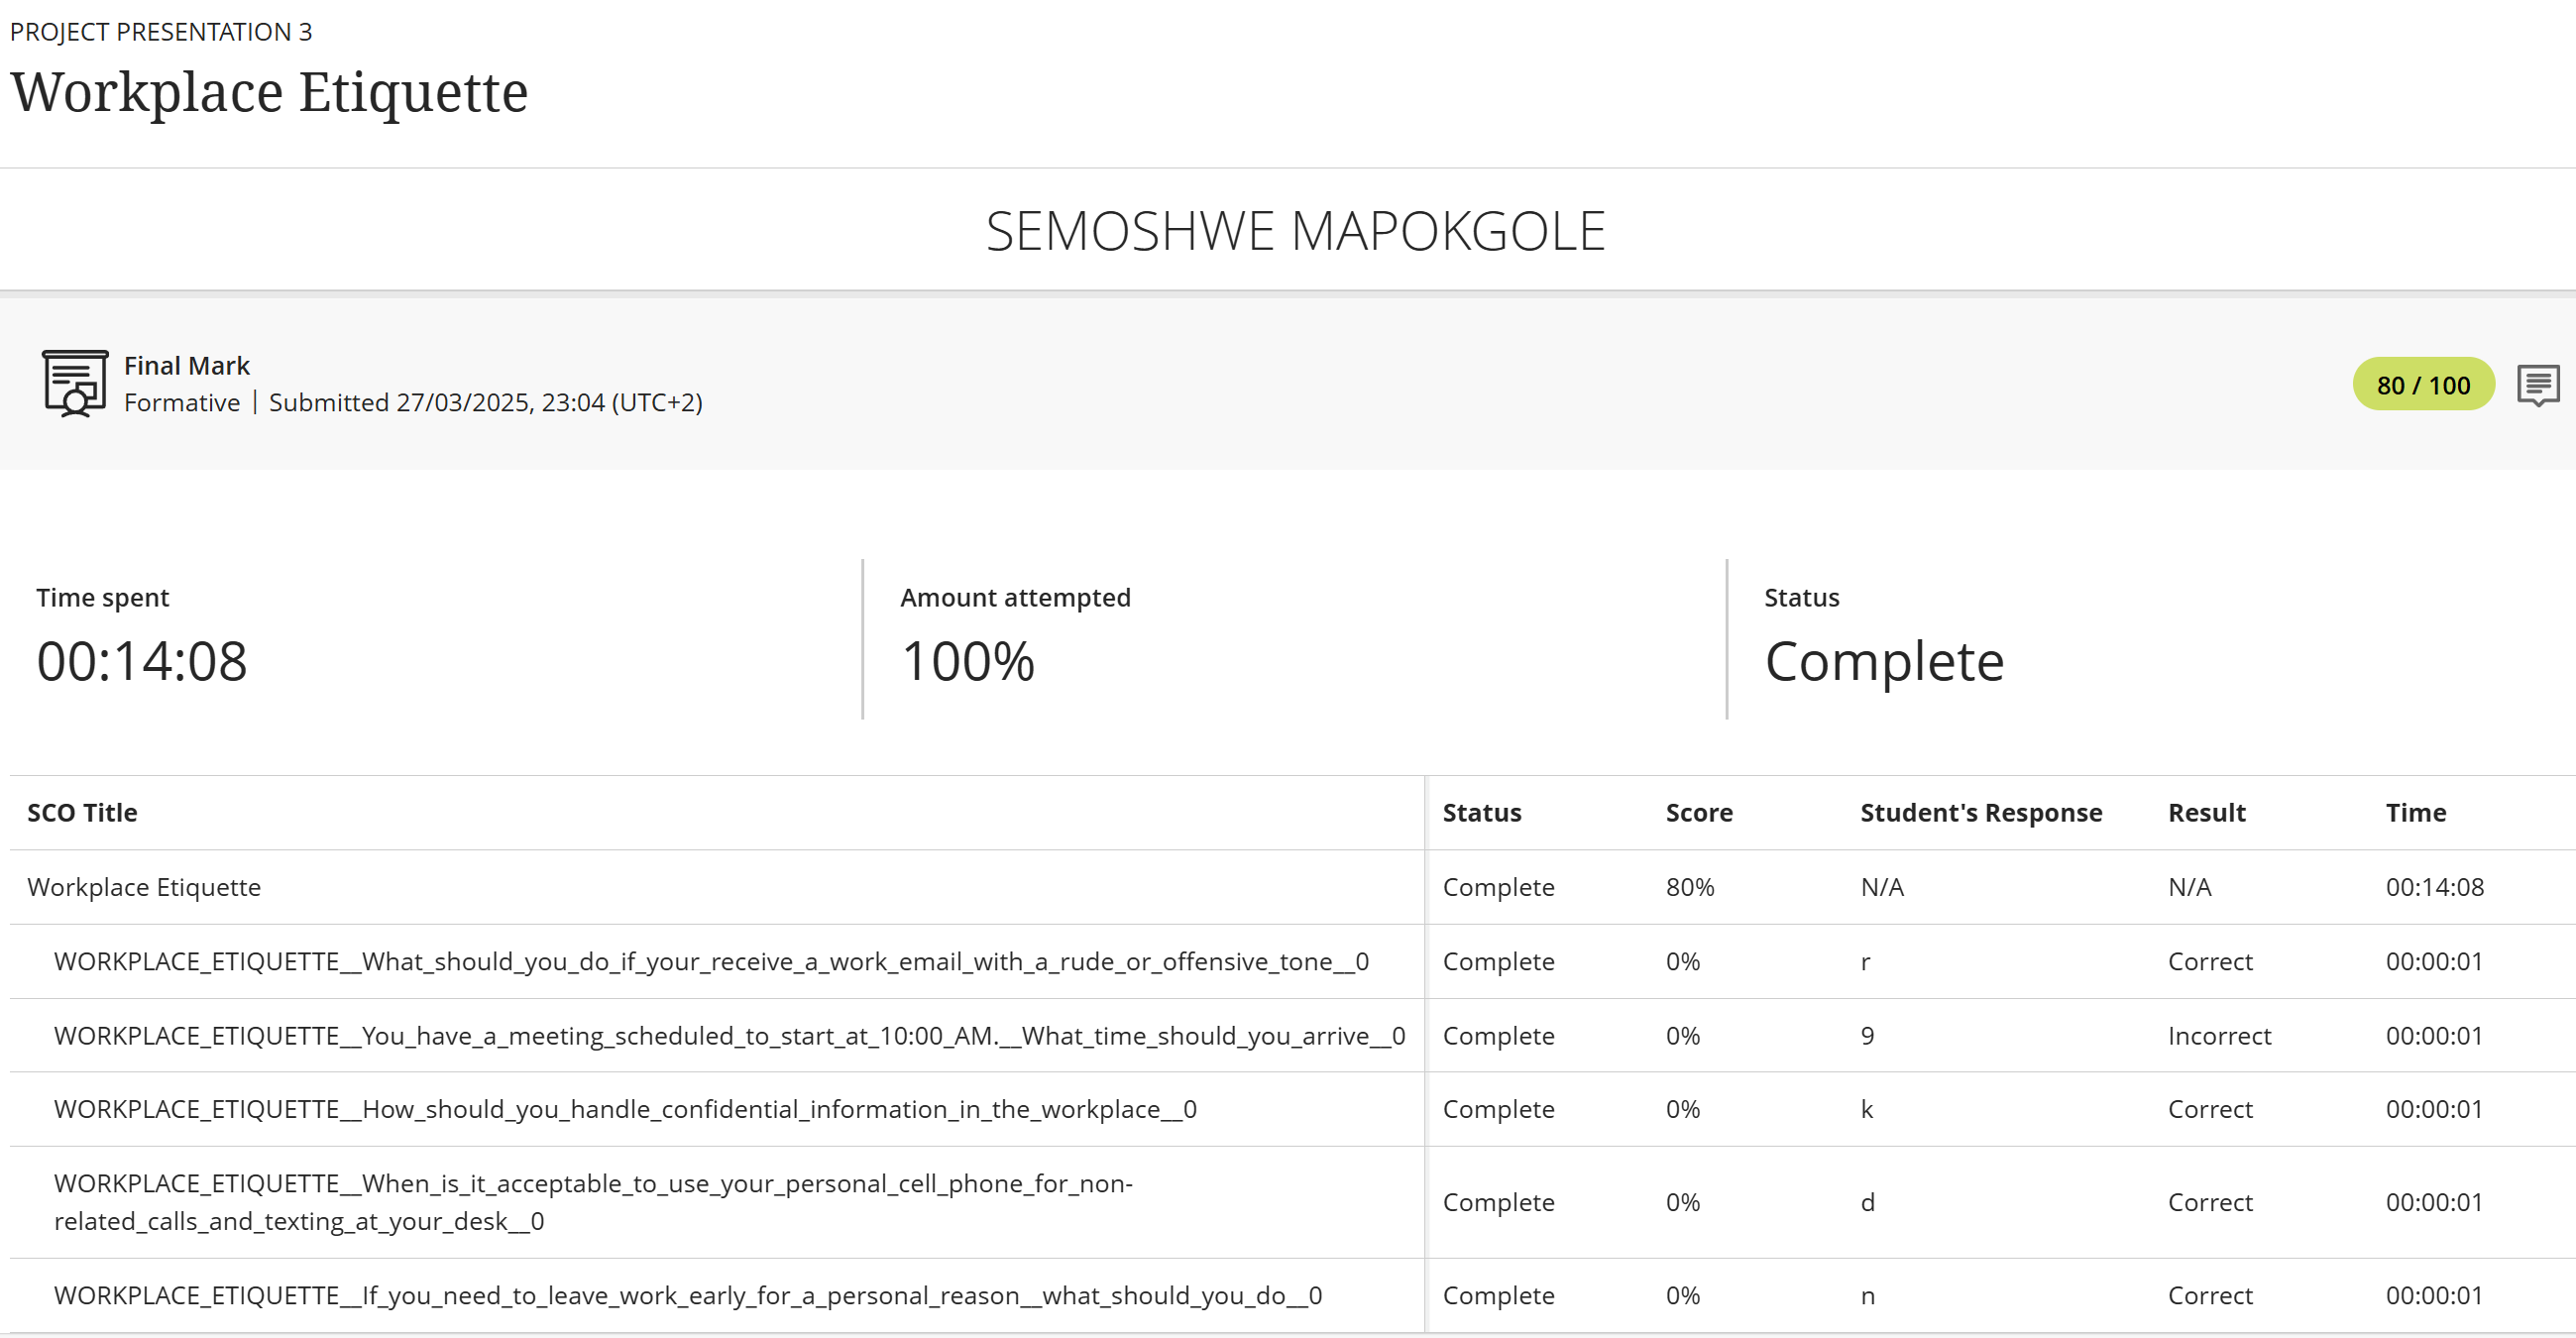 PROJECT PRESENTATION 3
Workplace Etiquette
SEMOSHWE MAPOKGOLE
Final Mark
Formative | Submitted 27/03/2025, 23:04 (UTC+2)
80 / 100
Time spent
00:14:08
Amount attempted
100%
Status
Complete
SCO Title Status Score Student's Response Result Time
Workplace Etiquette Complete 80% N/A N/A 00:14:08
WORKPLACE_ETIQUETTE__What_should_you_do_if_your_receive_a_work_email_with_a_rude_or_offensive_tone__0 Complete 0% r Correct 00:00:01
WORKPLACE_ETIQUETTE__You_have_a_meeting_scheduled_to_start_at_10:00_AM.__What_time_should_you_arrive__0 Complete 0% 9 Incorrect 00:00:01
WORKPLACE_ETIQUETTE__How_should_you_handle_confidential_information_in_the_workplace__0 Complete 0% k Correct 00:00:01
WORKPLACE_ETIQUETTE__When_is_it_acceptable_to_use_your_personal_cell_phone_for_non-
related_calls_and_texting_at_your_desk__0 Complete 0% d Correct 00:00:01
WORKPLACE_ETIQUETTE__If_you_need_to_leave_work_early_for_a_personal_reason__what_should_you_do__0 Complete 0% n Correct 00:00:01